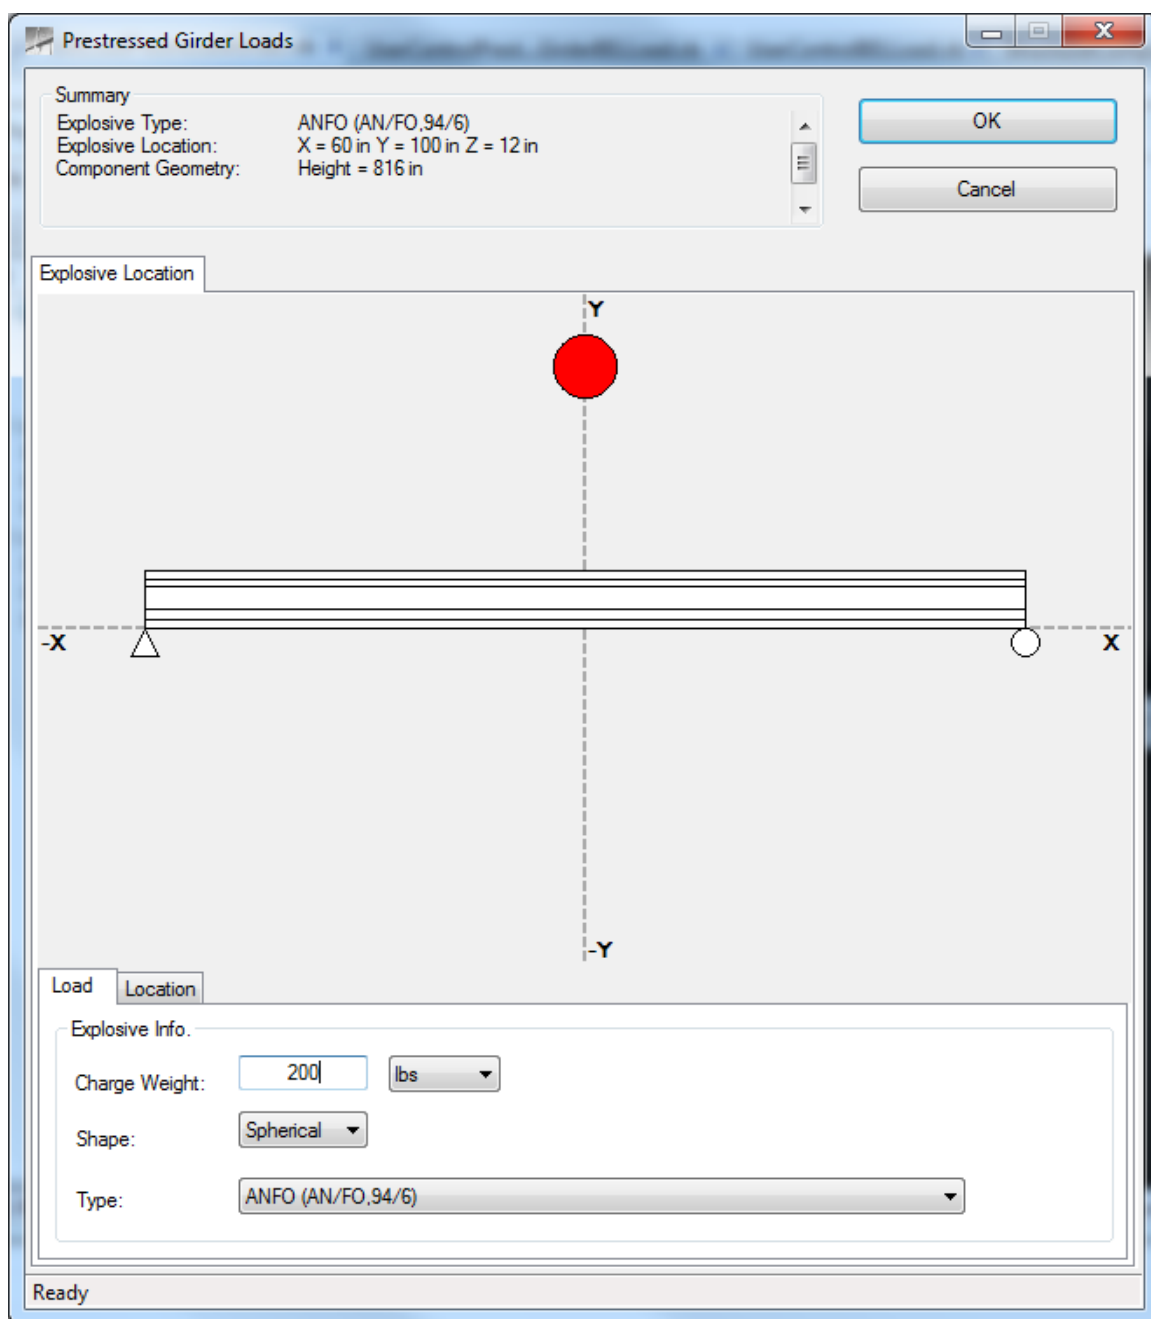 Prestressed Girder Loads
Summary
Explosive Type: ANFO (AN/FO,94/6)
Explosive Location: X = 60 in Y = 100 in Z = 12 in
Component Geometry: Height = 816 in
OK
Cancel
Explosive Location
Y
-X
X
-Y
Load Location
Explosive Info.
Charge Weight: 200 lbs
Shape: Spherical
Type: ANFO (AN/FO,94/6)
Ready